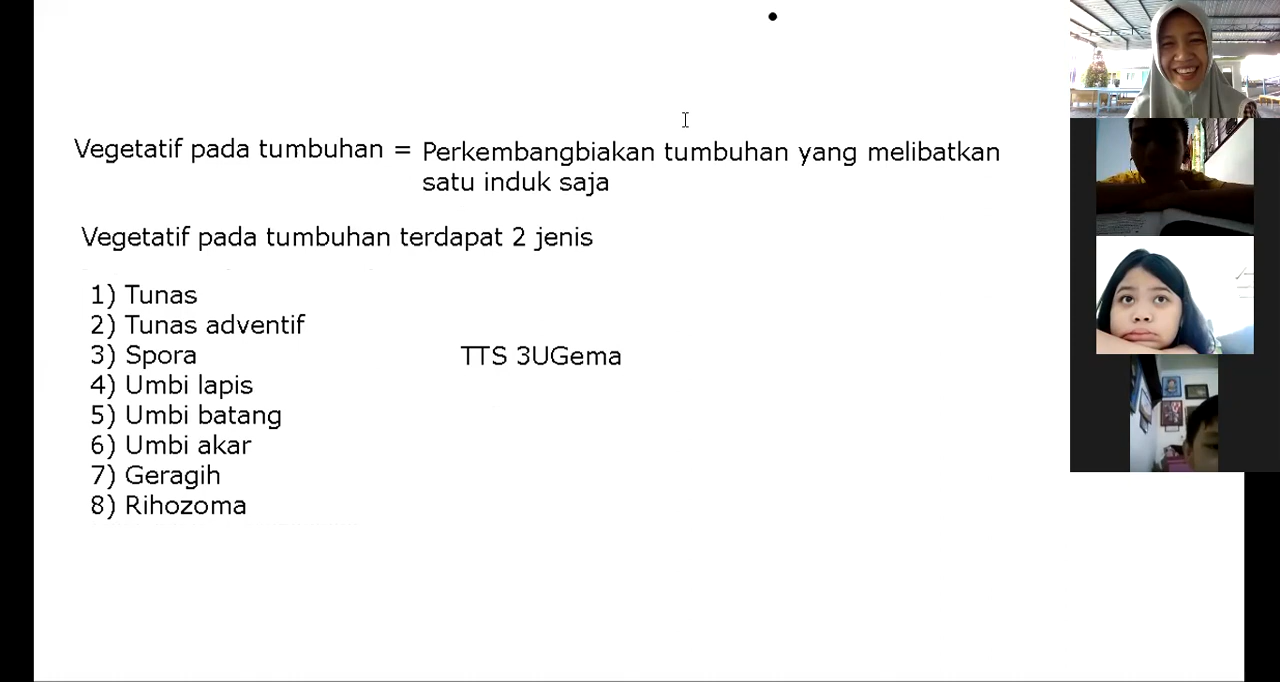 Vegetatif pada tumbuhan = Perkembangbiakan tumbuhan yang melibatkan
satu induk saja
Vegetatif pada tumbuhan terdapat 2 jenis
1) Tunas
2) Tunas adventif
3) Spora
4) Umbi lapis
5) Umbi batang
6) Umbi akar
7) Geragih
8) Rihozoma
TTS 3UGema